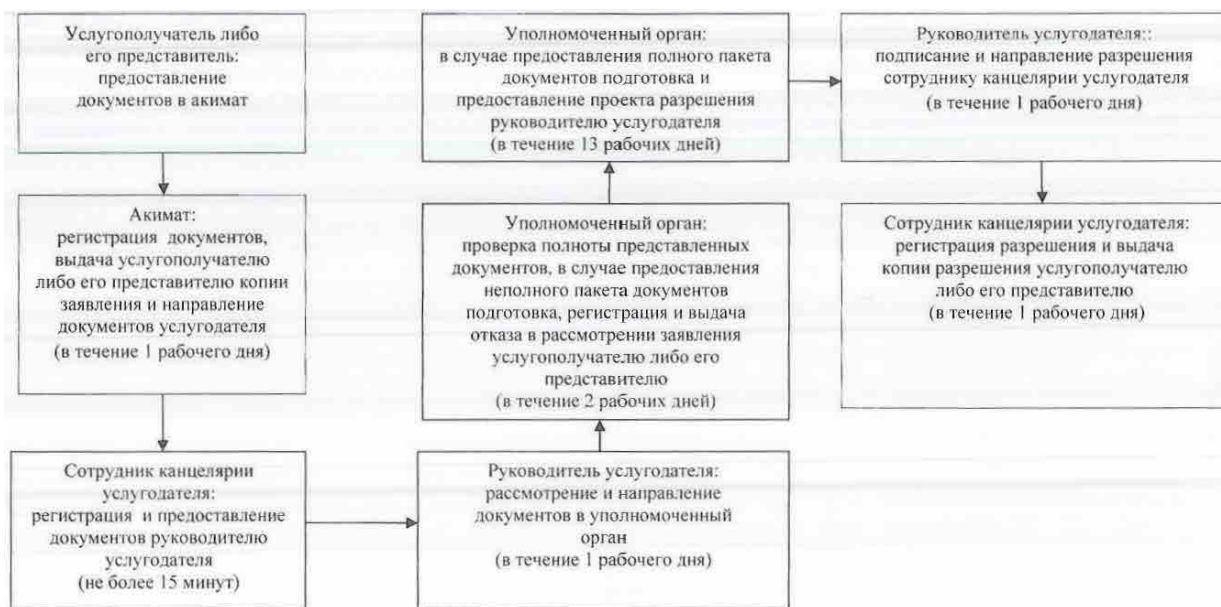 Услугополучатель либо
его представитель:
предоставление
документов в акимат
Акимат:
регистрация документов,
выдача услугополучателю
либо его представителю копии
заявления и направление
документов услугодателя
(в течение 1 рабочего дня)
Сотрудник канцелярии
услугодателя:
регистрация и предоставление
документов руководителю
услугодателя
(не более 15 минут)
Руководитель услугодателя:
рассмотрение и направление
документов в уполномоченный
орган
(в течение 1 рабочего дня)
Уполномоченный орган:
проверка полноты представленных
документов, в случае предоставления
неполного пакета документов
подготовка, регистрация и выдача
отказа в рассмотрении заявления
услугополучателю либо его
представителю
(в течение 2 рабочих дней)
Уполномоченный орган:
в случае предоставления полного пакета
документов подготовка и
предоставление проекта разрешения
руководителю услугодателя
(в течение 13 рабочих дней)
Руководитель услугодателя::
подписание и направление разрешения
сотруднику канцелярии услугодателя
(в течение 1 рабочего дня)
Сотрудник канцелярии услугодателя:
регистрация разрешения и выдача
копии разрешения услугополучателю
либо его представителю
(в течение 1 рабочего дня)